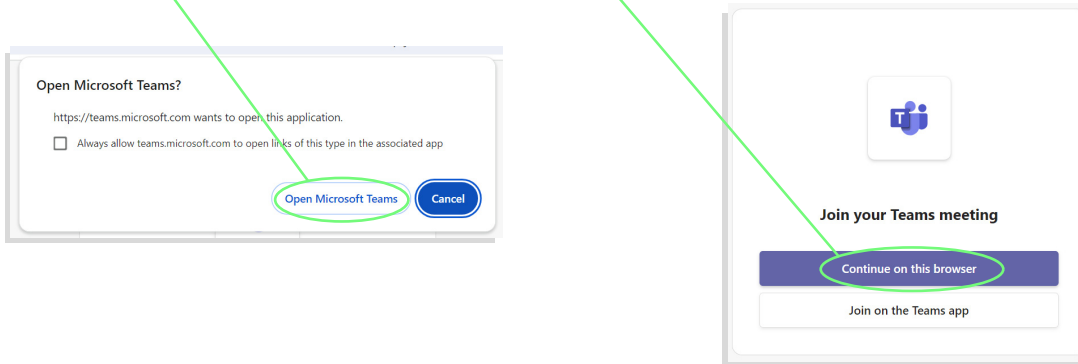 Open Microsoft Teams?
https://teams.microsoft.com wants to open this application.
Always allow teams.microsoft.com to open links of this type in the associated app
Open Microsoft Teams
Cancel
T
Join your Teams meeting
Continue on this browser
Join on the Teams app